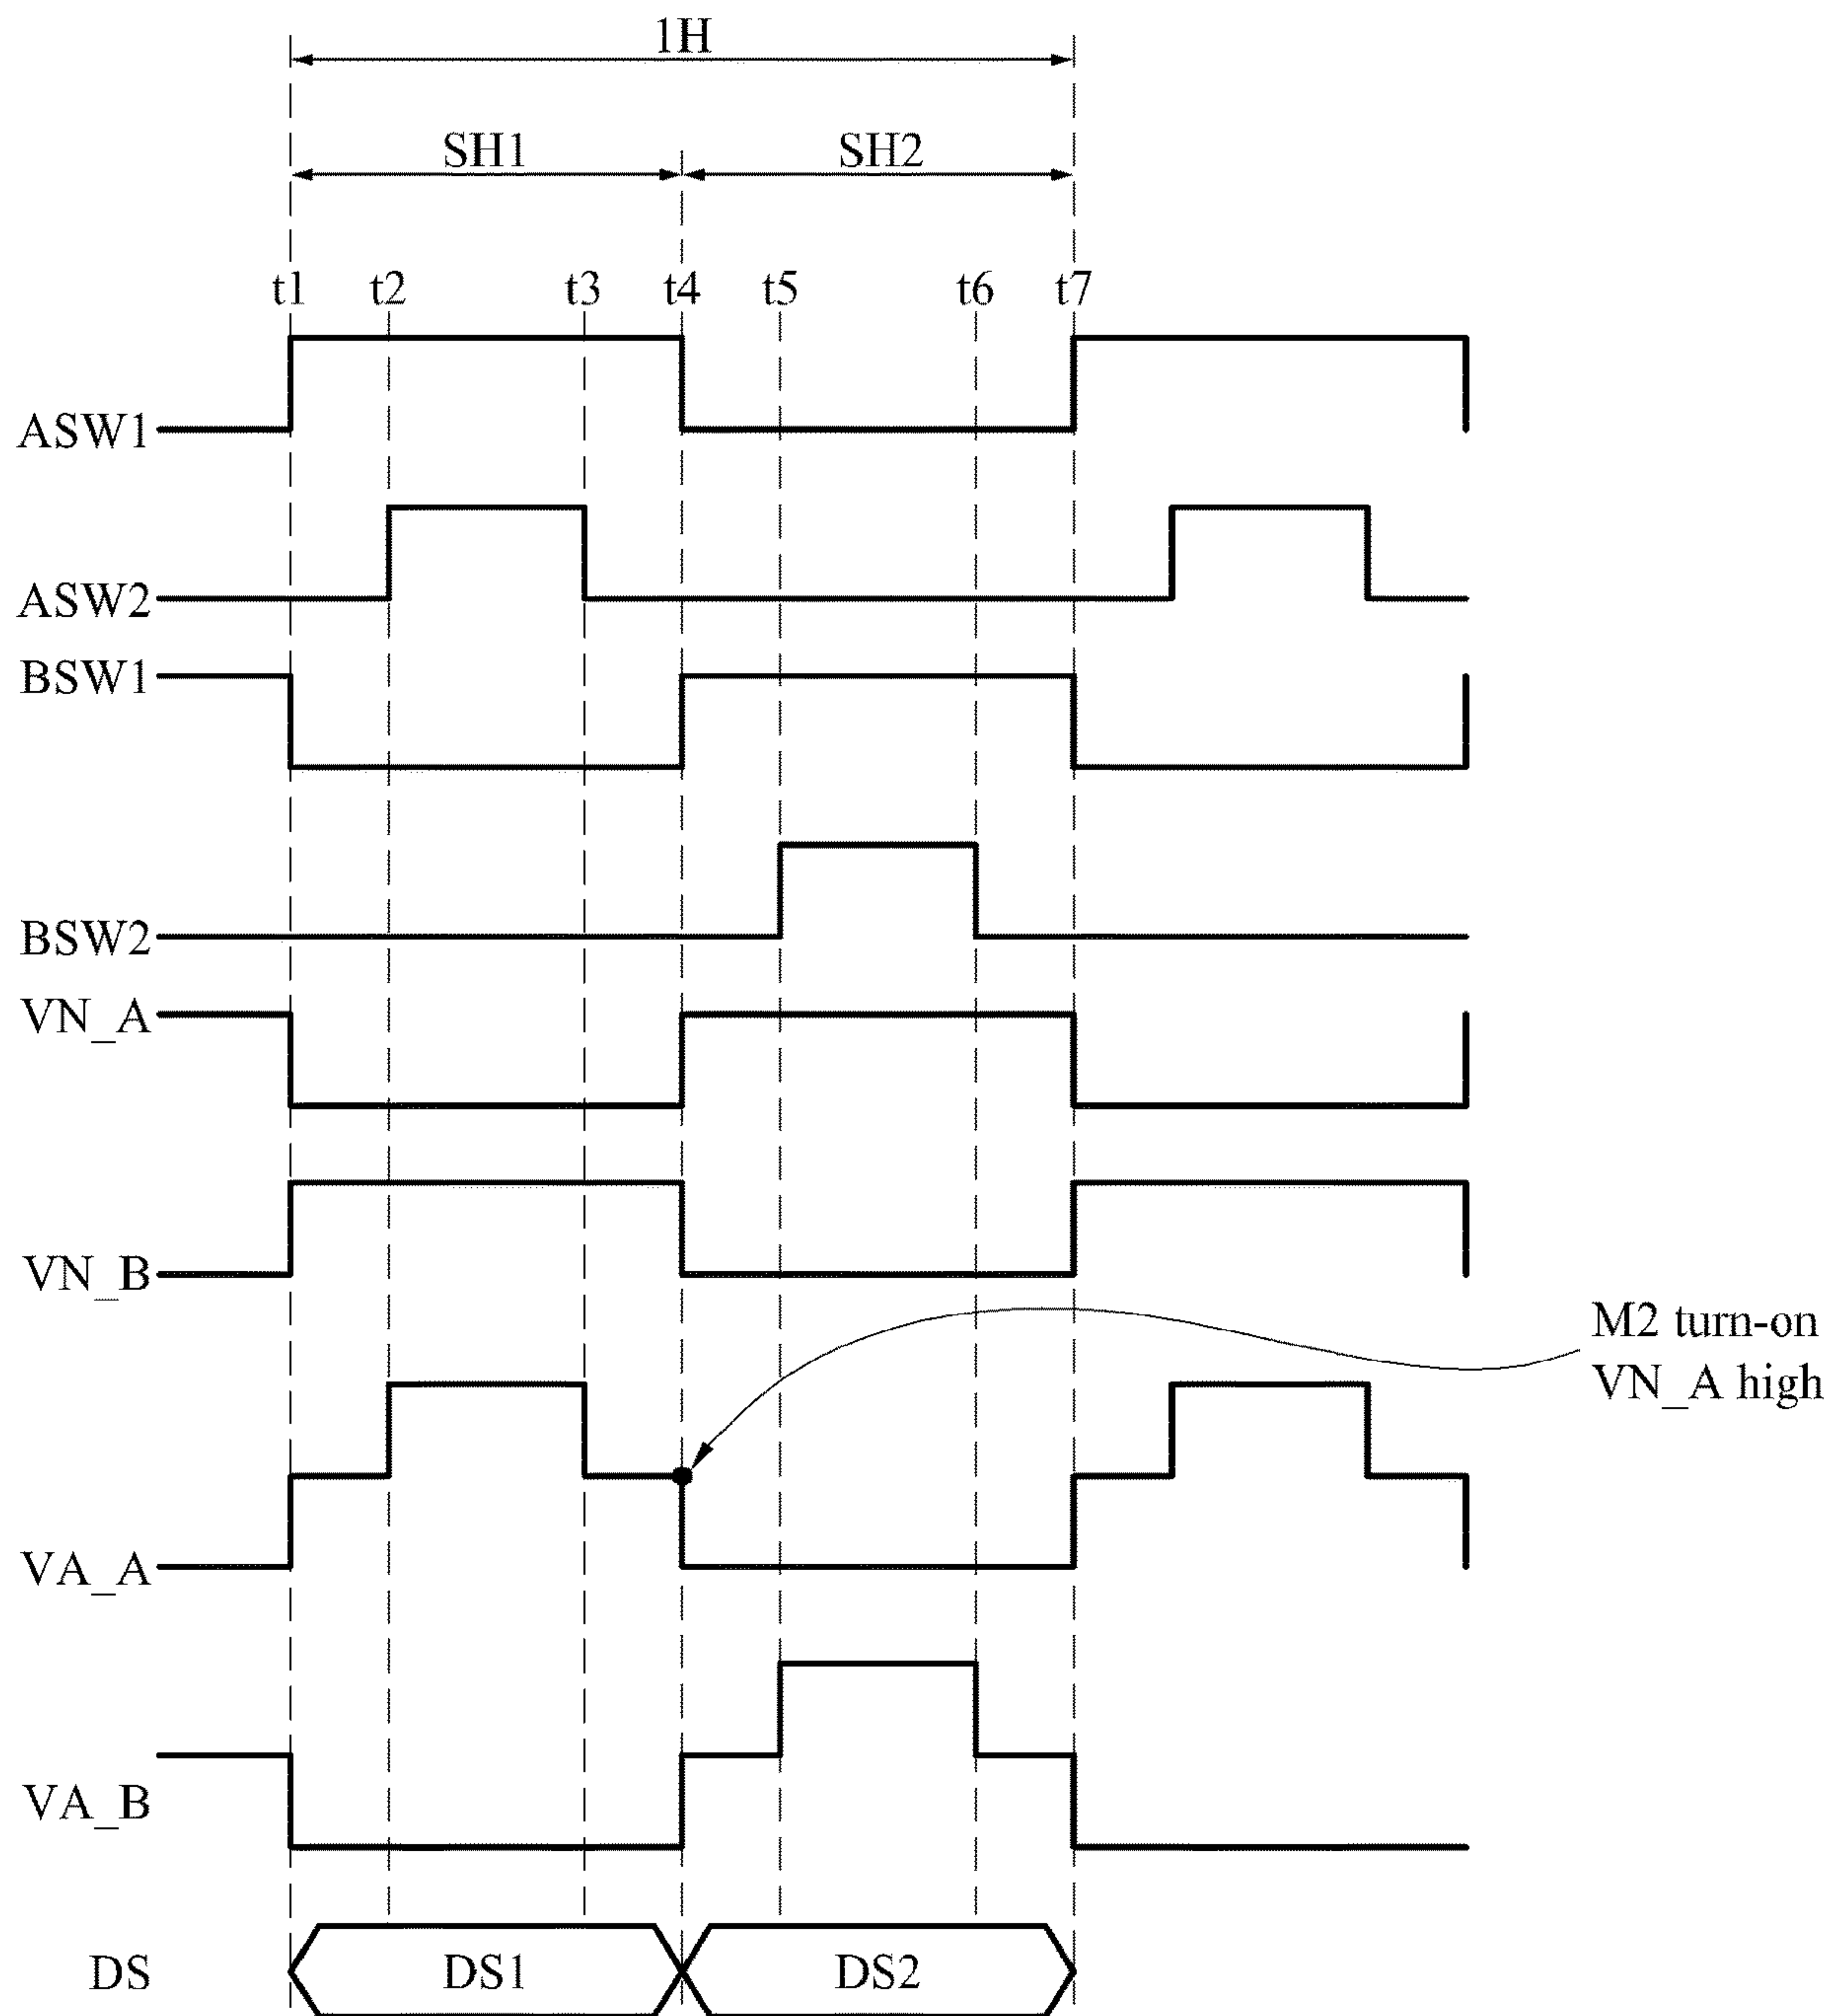 1H
SH1 SH2
t1 t2 t3 t4 t5 t6 t7
ASW1
ASW2
BSW1
BSW2
VN_A
VN_B
M2 turn-on
VN_A high
VA_A
VA_B
DS DS1 DS2